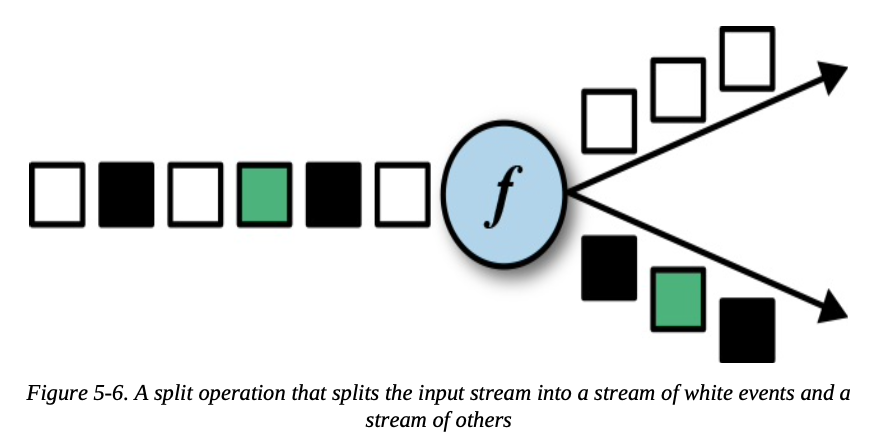 f
Figure 5-6. A split operation that splits the input stream into a stream of white events and a
stream of others